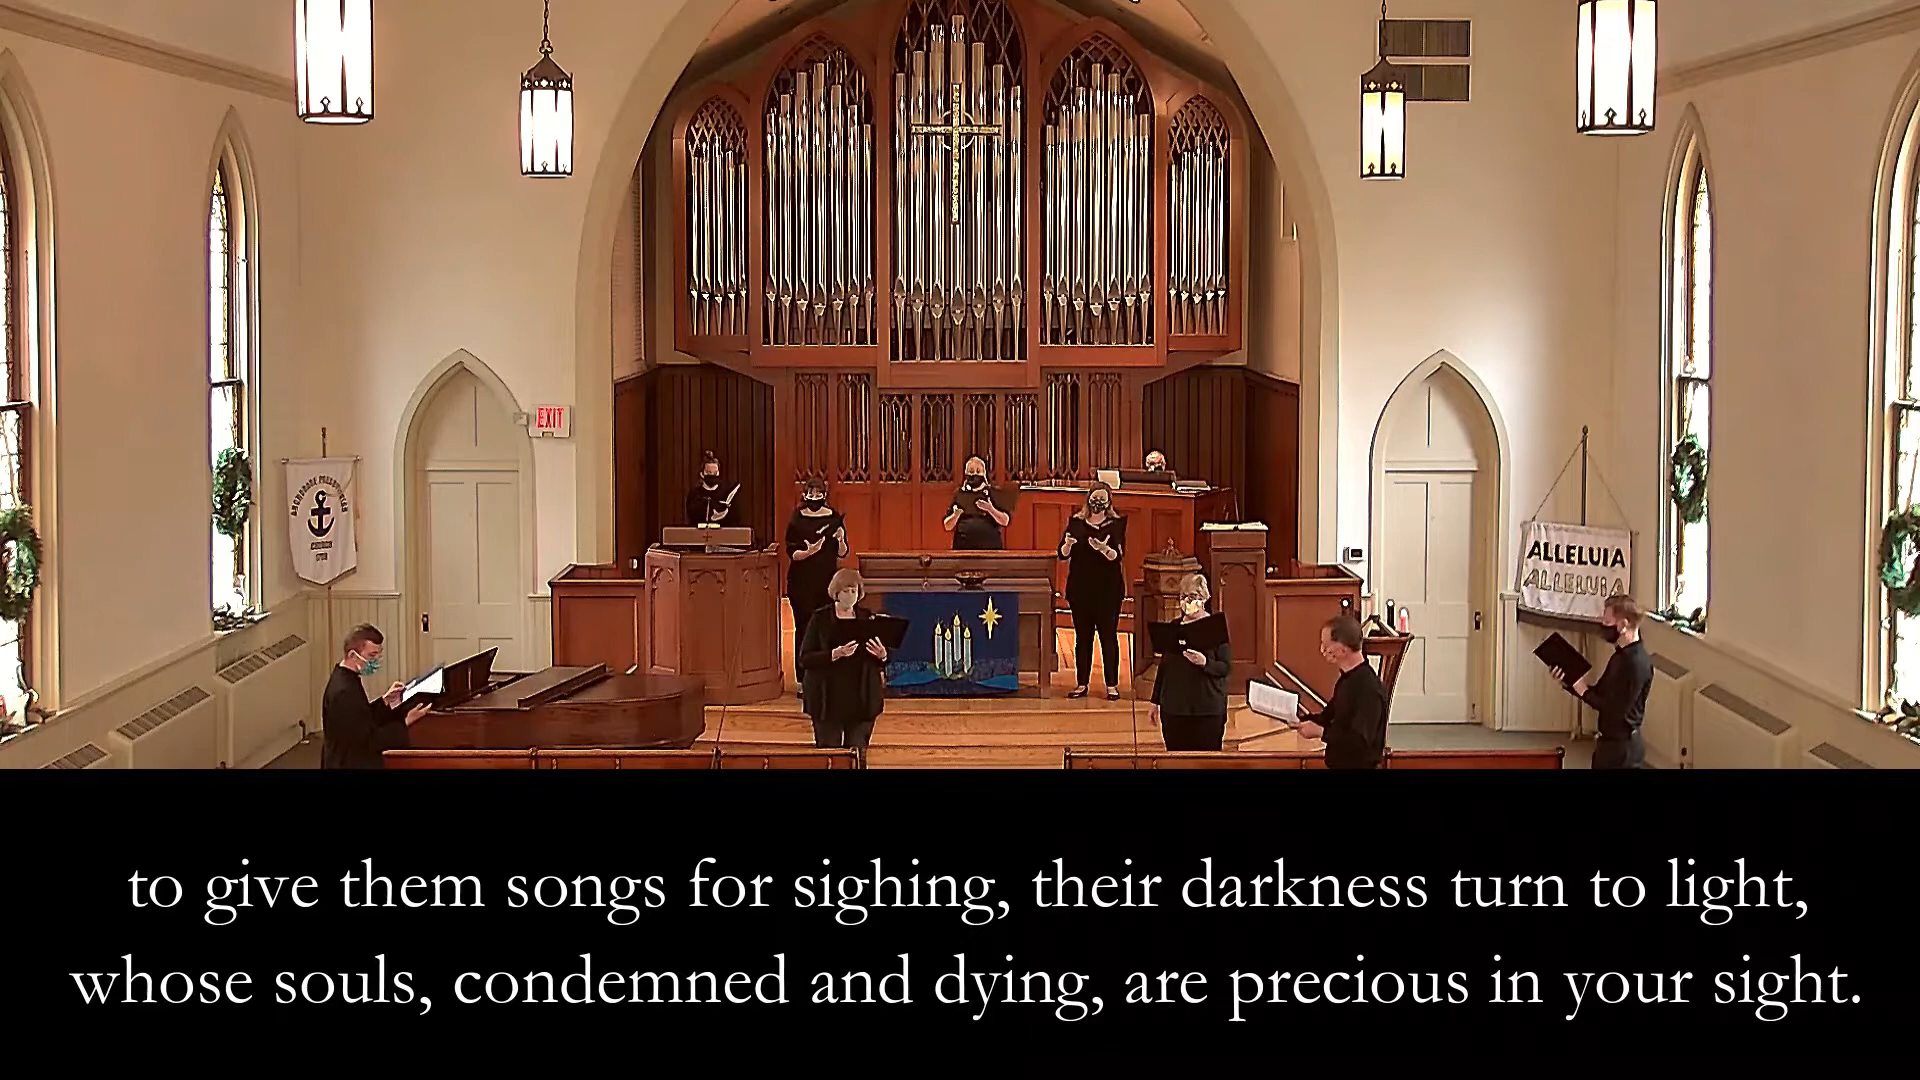 EXIT
ALLELUIA
ALLELUIA
to give them songs for sighing, their darkness turn to light,
whose souls, condemned and dying, are precious in your sight.